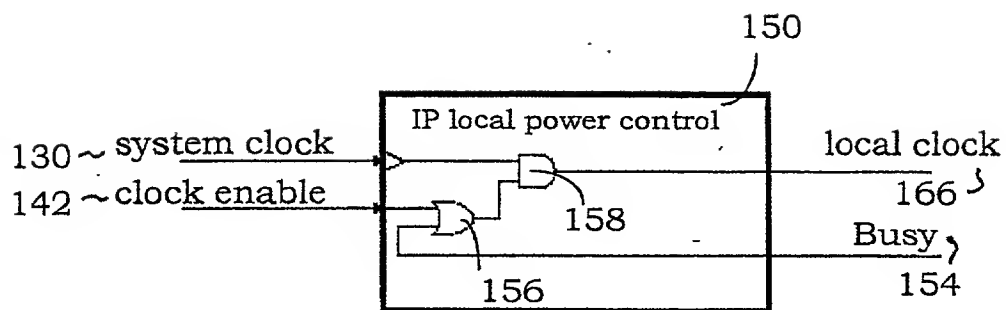 150
IP local power control
130 ~ system clock
local clock
166
142 ~ clock enable
158
Busy
154
156